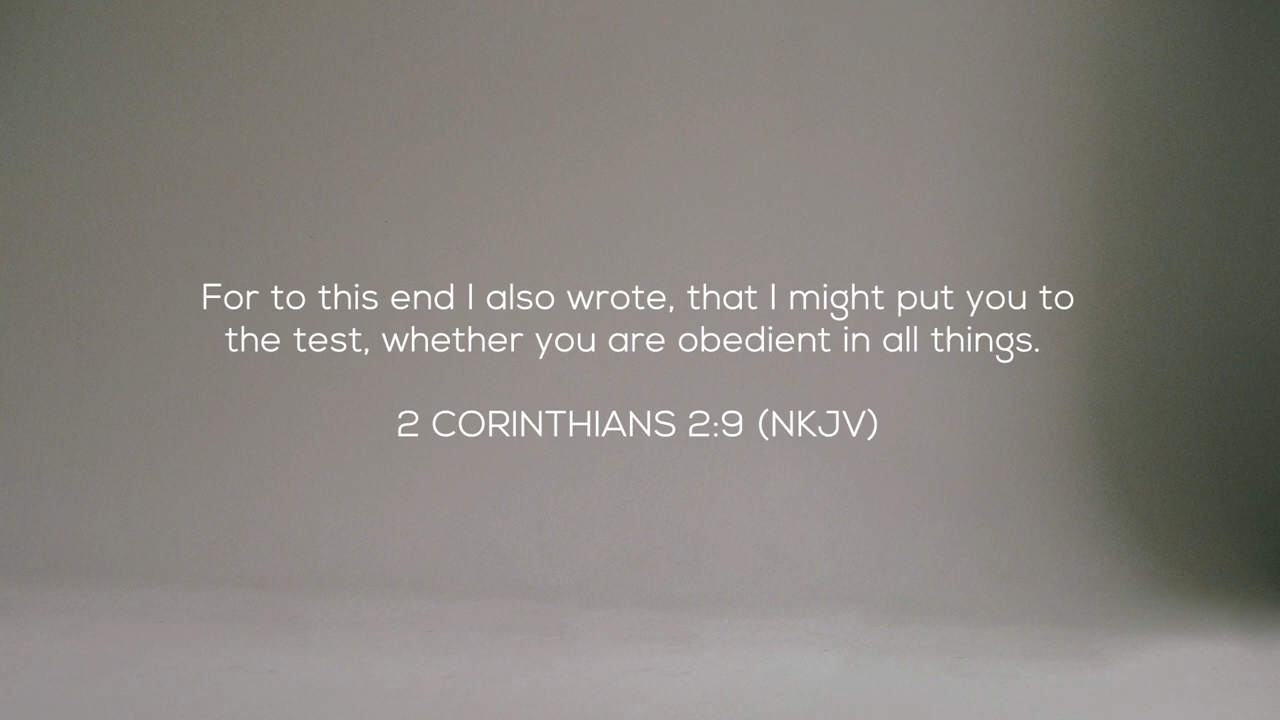 For to this end I also wrote, that I might put you to
the test, whether you are obedient in all things.
2 CORINTHIANS 2:9 (NKJV)